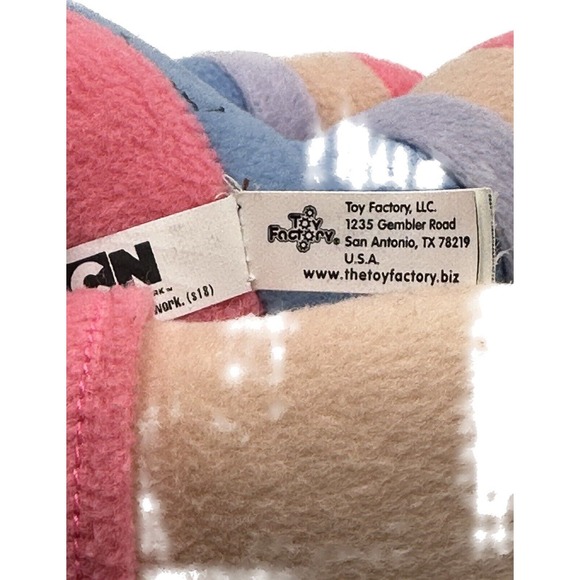 CN
work. (s18)
TOY
FACTORY®
Toy Factory, LLC.
1235 Gembler Road
San Antonio, TX 78219
U.S.A.
www.thetoyfactory.biz